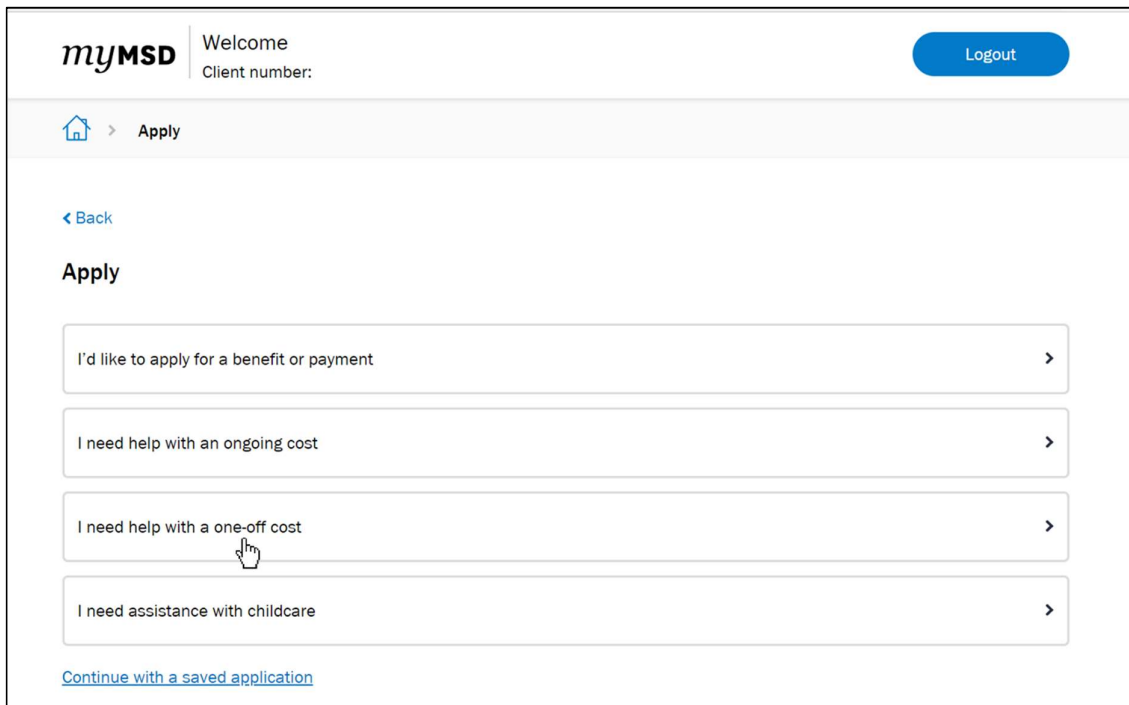 myMSD
Welcome
Client number:
Logout
Apply
Back
Apply
I'd like to apply for a benefit or payment
I need help with an ongoing cost
I need help with a one-off cost
I need assistance with childcare
Continue with a saved application